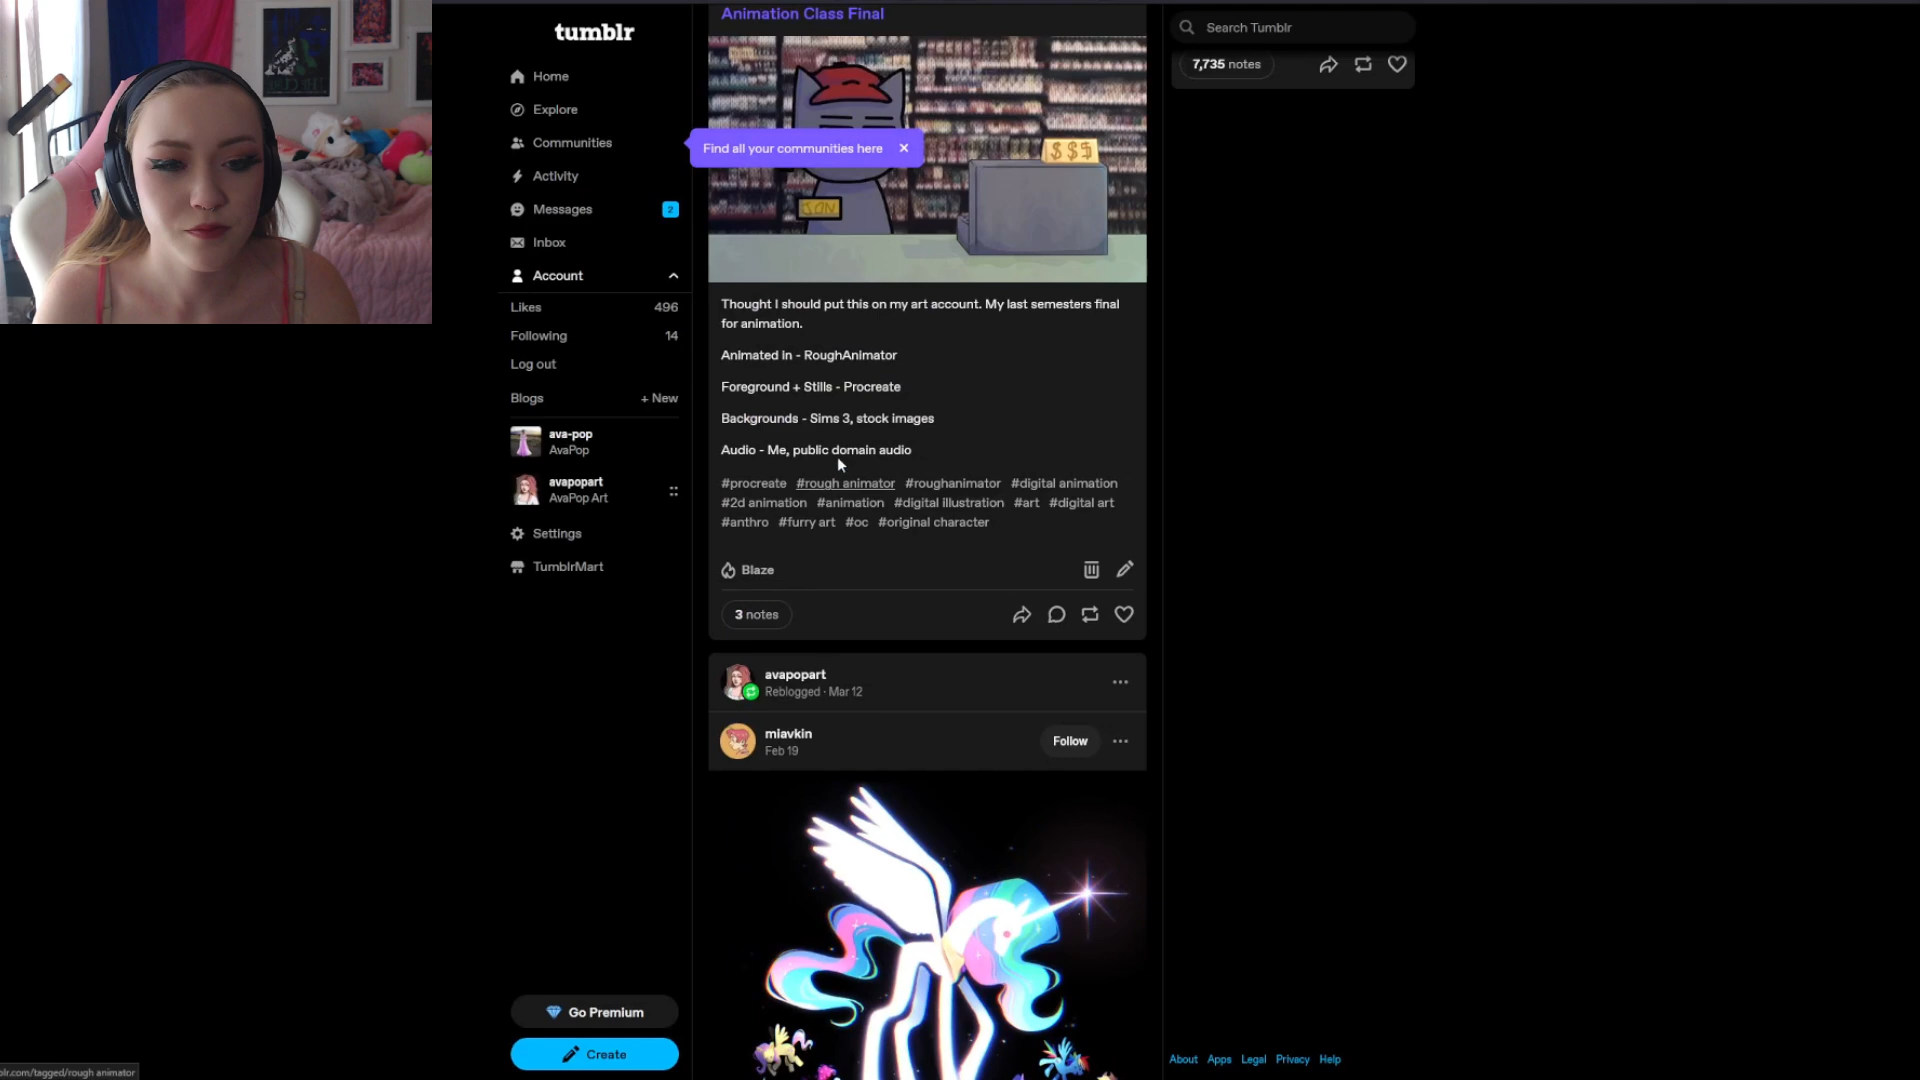 Animation Class Final
tumblr
Search Tumblr
7,735 notes
Home
Explore
Communities
Find all your communities here
Activity
Messages
2
Inbox
Account
Likes 496
Following 14
Log out
Blogs + New
ava-pop
AvaPop
avapopart
AvaPop Art
Settings
TumblrMart
$$$
JON
Thought I should put this on my art account. My last semesters final
for animation.
Animated in - RoughAnimator
Foreground + Stills - Procreate
Backgrounds - Sims 3, stock images
Audio - Me, public domain audio
#procreate #rough animator #roughanimator #digital animation
#2d animation #animation #digital illustration #art #digital art
#anthro #furry art #oc #original character
Blaze
3 notes
avapopart
Reblogged · Mar 12
miavkin
Feb 19
Follow
Go Premium
Create
About Apps Legal Privacy Help
blr.com/tagged/rough animator